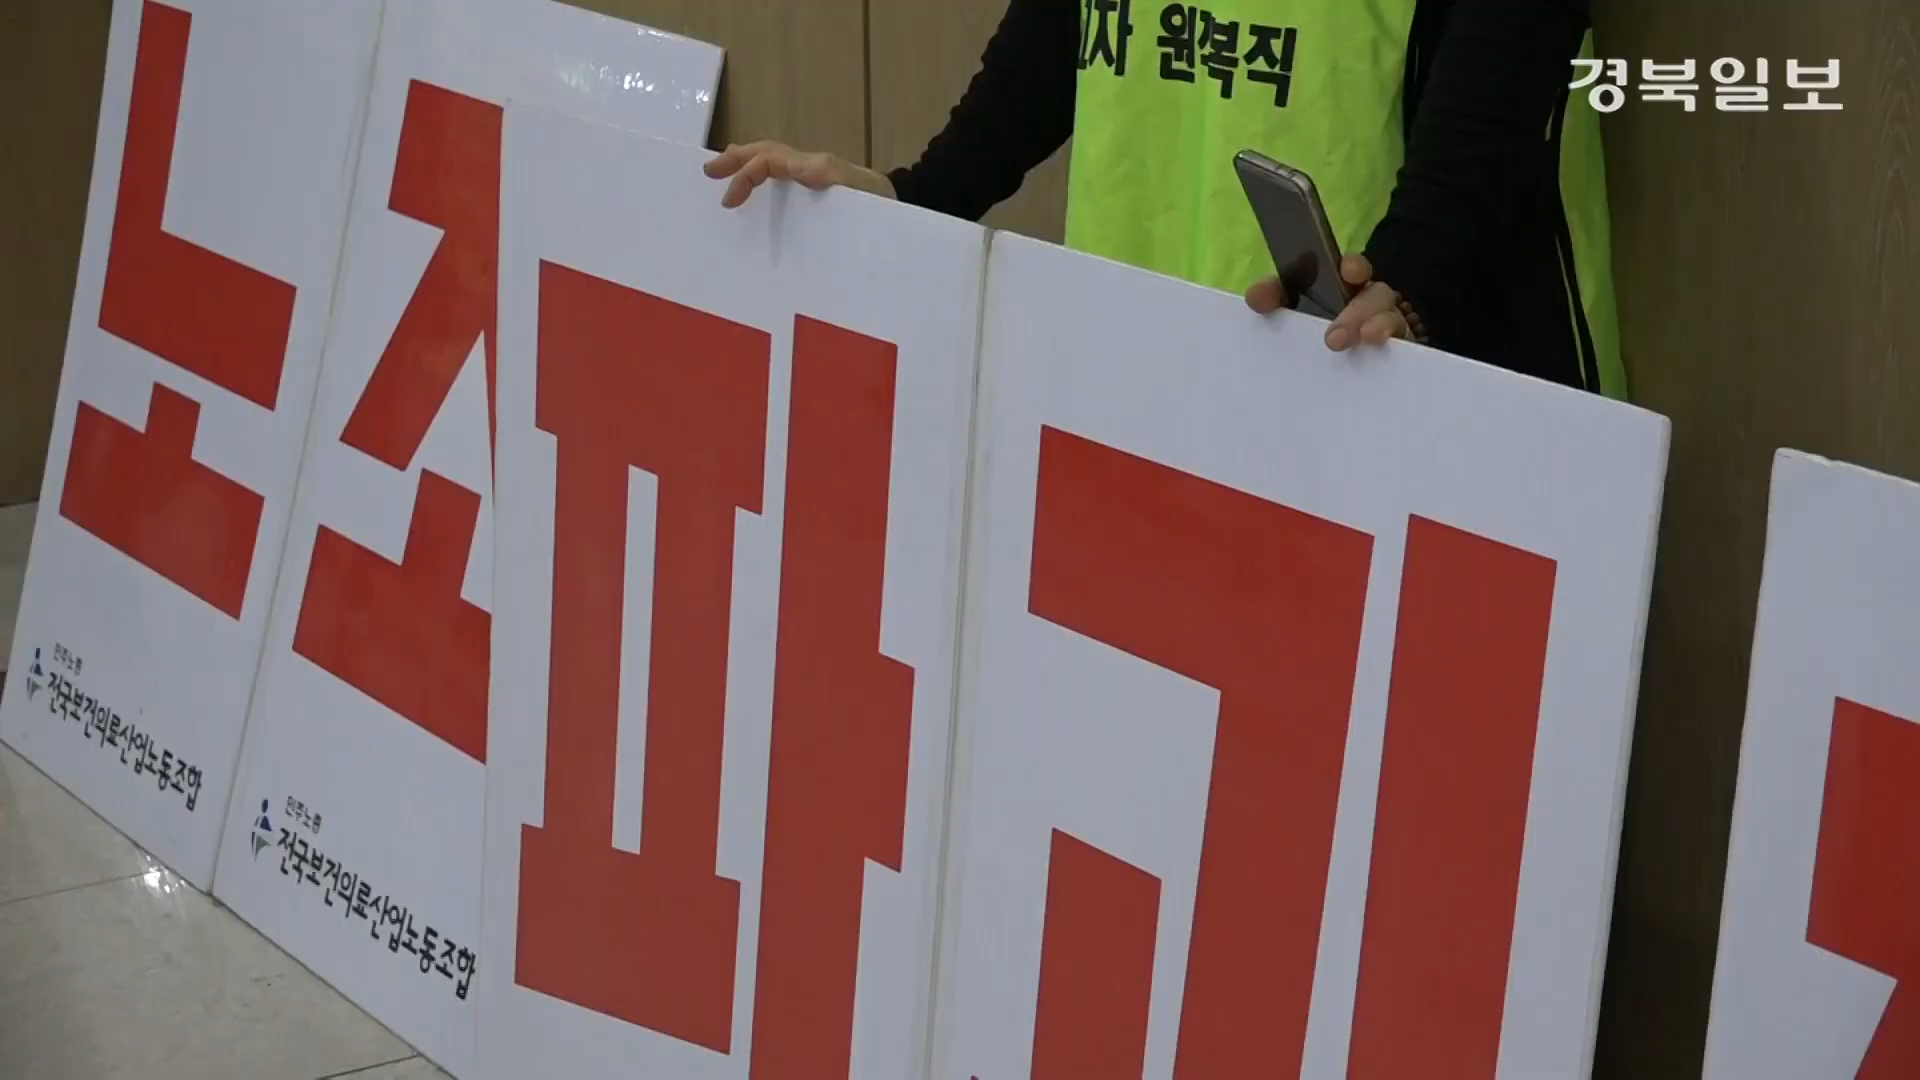 자 원복직
경북일보
노
소
파
기
민주노총
전국보건의료산업노동조합
민주노총
전국보건의료산업노동조합